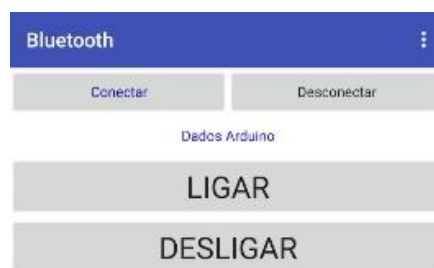 Bluetooth
Conectar Desconectar
Dados Arduino
LIGAR
DESLIGAR